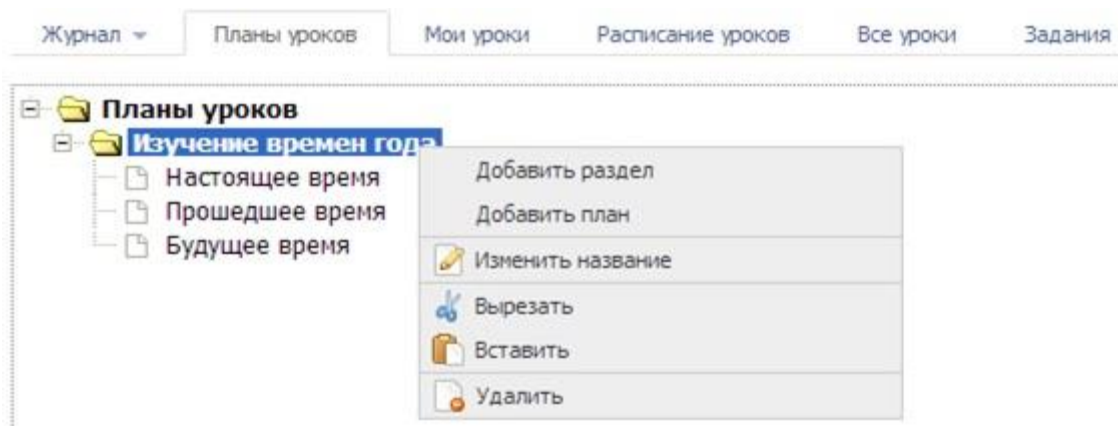 Журнал Планы уроков Мои уроки Расписание уроков Все уроки Задания
Планы уроков
Изучение времен года
Настоящее время
Прошедшее время
Будущее время
Добавить раздел
Добавить план
Изменить название
Вырезать
Вставить
Удалить